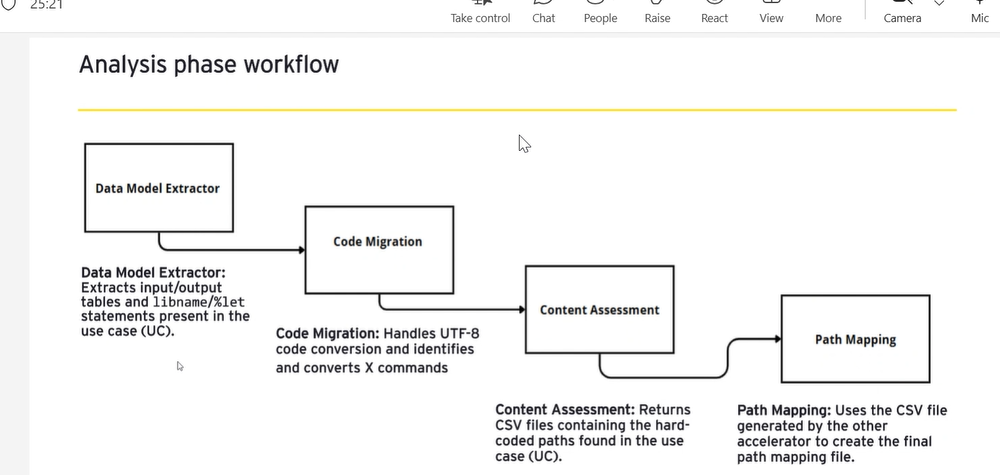 25:21
Take control Chat People Raise React View More Camera Mic
Analysis phase workflow
Data Model Extractor
Data Model Extractor:
Extracts input/output
tables and libname/%let
statements present in the
use case (UC).
Code Migration
Code Migration: Handles UTF-8
code conversion and identifies
and converts X commands
Content Assessment
Content Assessment: Returns
CSV files containing the hard-
coded paths found in the use
case (UC).
Path Mapping
Path Mapping: Uses the CSV file
generated by the other
accelerator to create the final
path mapping file.